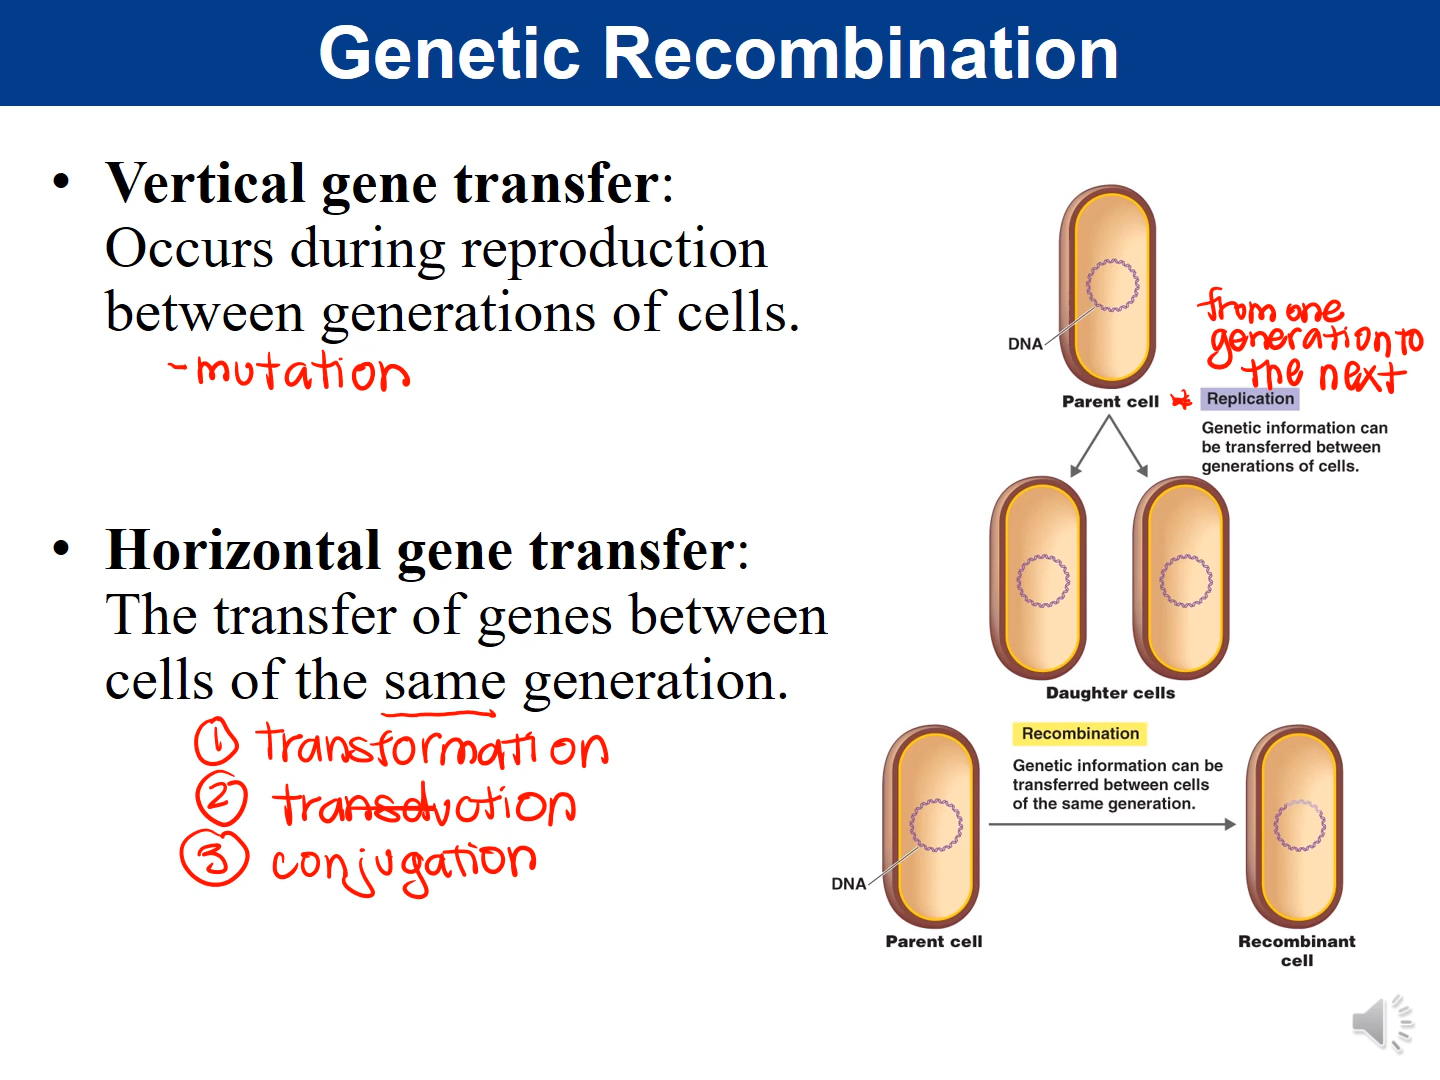 Genetic Recombination
• Vertical gene transfer:
Occurs during reproduction
between generations of cells.
- mutation
• Horizontal gene transfer:
The transfer of genes between
cells of the same generation.
① transformation
② transduction
③ conjugation
DNA
Parent cell
from one
generation to
the next
* Replication
Genetic information can
be transferred between
generations of cells.
Daughter cells
Recombination
Genetic information can be
transferred between cells
of the same generation.
DNA
Parent cell
Recombinant
cell